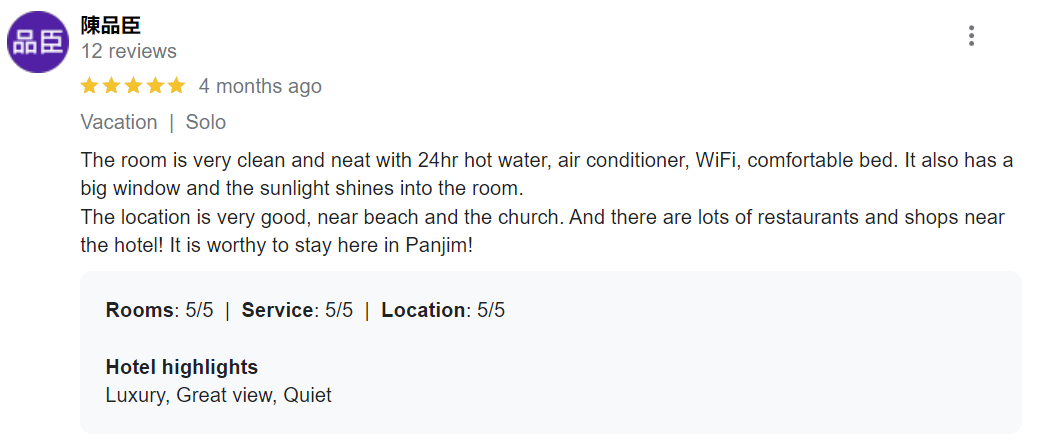 品臣
陳品臣
12 reviews
4 months ago
Vacation | Solo
The room is very clean and neat with 24hr hot water, air conditioner, WiFi, comfortable bed. It also has a
big window and the sunlight shines into the room.
The location is very good, near beach and the church. And there are lots of restaurants and shops near
the hotel! It is worthy to stay here in Panjim!
Rooms: 5/5 | Service: 5/5 | Location: 5/5
Hotel highlights
Luxury, Great view, Quiet